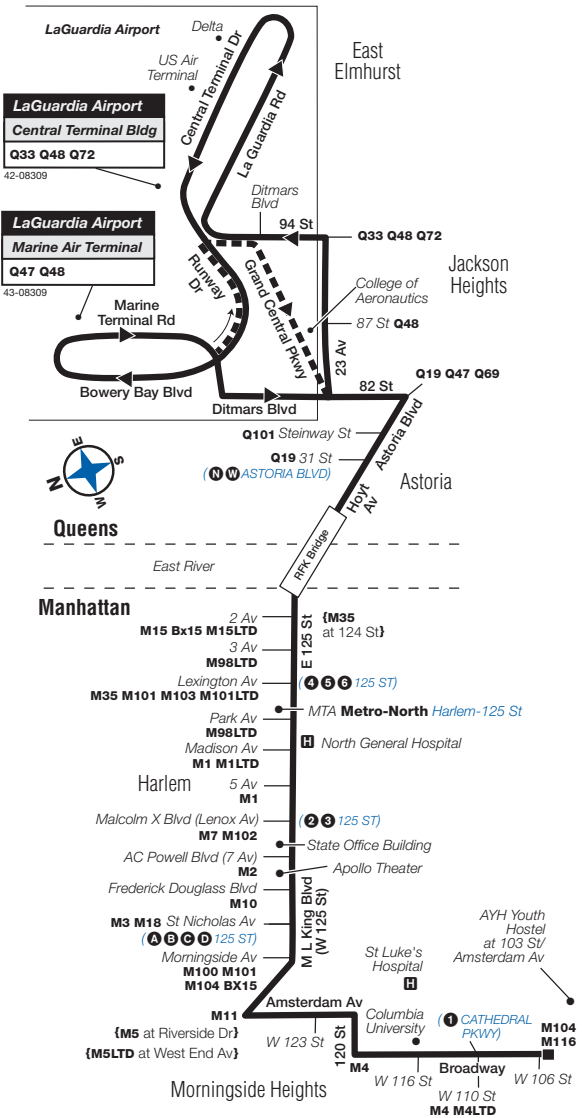 LaGuardia Airport
Delta
US Air
Terminal
Central Terminal Dr
La Guardia Rd
East
Elmhurst
LaGuardia Airport
Central Terminal Bldg
Q33 Q48 Q72
42-08309
LaGuardia Airport
Marine Air Terminal
Q47 Q48
43-08309
Ditmars
Blvd
94 St
Q33 Q48 Q72
Jackson
Heights
Runway
Dr
Grand Central Pkwy
College of
Aeronautics
87 St Q48
23 Av
Marine
Terminal Rd
Bowery Bay Blvd
Ditmars Blvd
82 St
Q19 Q47 Q69
Q101 Steinway St
Q19 31 St
(N W ASTORIA BLVD)
Astoria Blvd
Hoyt
Av
Astoria
N
E
S
W
Queens
RFK Bridge
East River
Manhattan
2 Av
M15 Bx15 M15LTD
{M35
at 124 St}
E 125 St
3 Av
M98LTD
Lexington Av
(4 5 6 125 ST)
M35 M101 M103 M101LTD
MTA Metro-North Harlem-125 St
Park Av
M98LTD
H North General Hospital
Madison Av
M1 M1LTD
Harlem
5 Av
M1
Malcolm X Blvd (Lenox Av)
(2 3 125 ST)
M7 M102
State Office Building
AC Powell Blvd (7 Av)
M2
Apollo Theater
Frederick Douglass Blvd
M10
M L King Blvd
(W 125 St)
M3 M18 St Nicholas Av
(A B C D 125 ST)
Morningside Av
M100 M101
M104 BX15
AYH Youth
Hostel
at 103 St/
Amsterdam Av
St Luke's
Hospital
H
Amsterdam Av
M11
{M5 at Riverside Dr}
{M5LTD at West End Av}
W 123 St
120 St
Columbia
University
(1 CATHEDRAL
PKWY)
M104
M116
M4
Broadway
W 116 St
W 110 St
M4 M4LTD
W 106 St
Morningside Heights